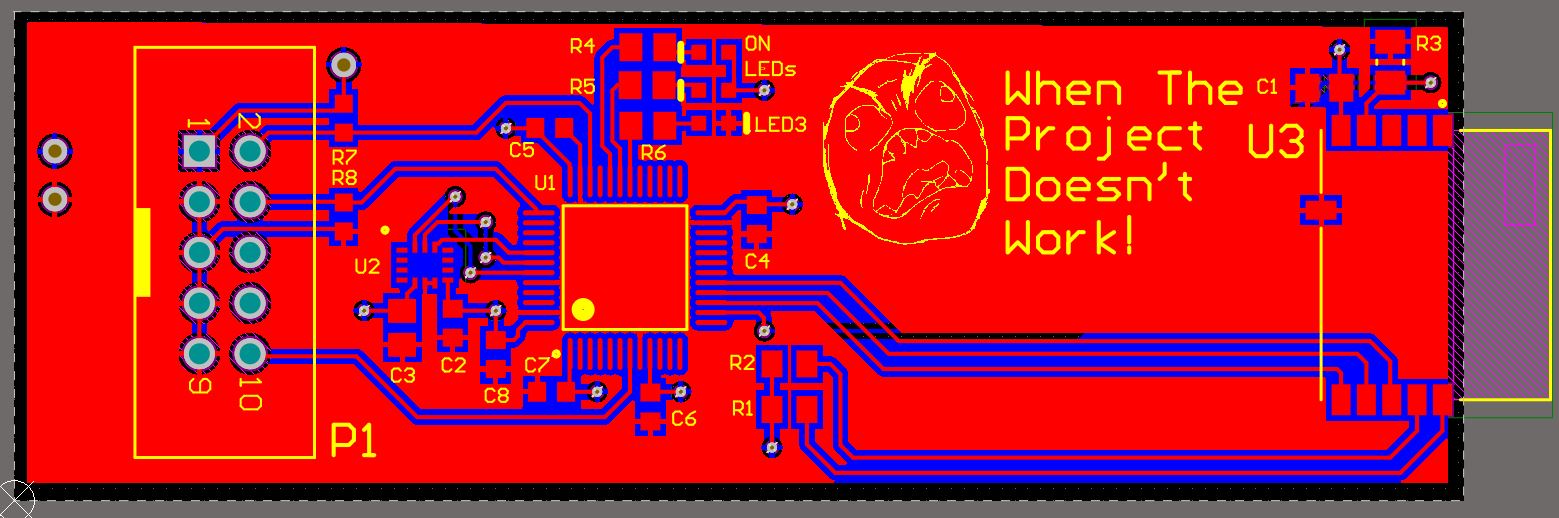 R4
ON
LEDs
R5
LED3
R6
C5
R7
R8
U1
U2
1
2
9
10
P1
C3
C2
C8
C7
C6
C4
R2
R1
When The
Project
Doesn't
Work!
C1
R3
U3